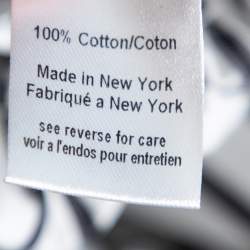 100% Cotton/Coton
Made in New York
Fabriqué a New York
see reverse for care
voir a l'endos pour entretien